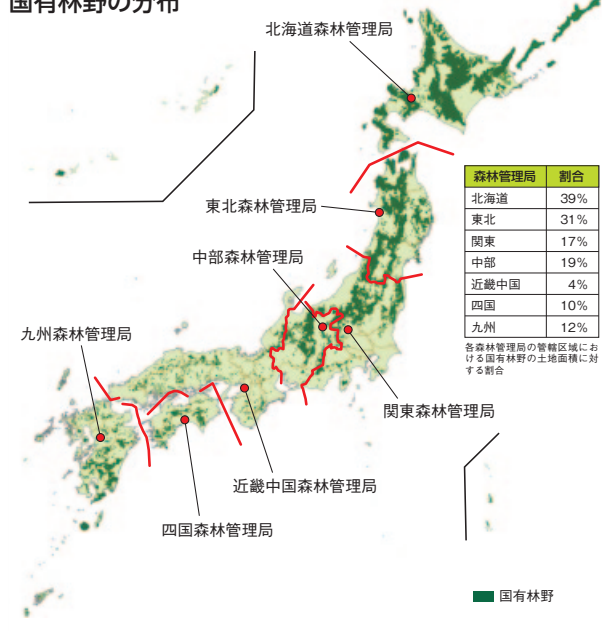 国有林野の分布
北海道森林管理局
東北森林管理局
中部森林管理局
九州森林管理局
関東森林管理局
近畿中国森林管理局
四国森林管理局
森林管理局 割合
北海道 39%
東北 31%
関東 17%
中部 19%
近畿中国 4%
四国 10%
九州 12%
各森林管理局の管轄区域にお
ける国有林野の土地面積に対
する割合
国有林野